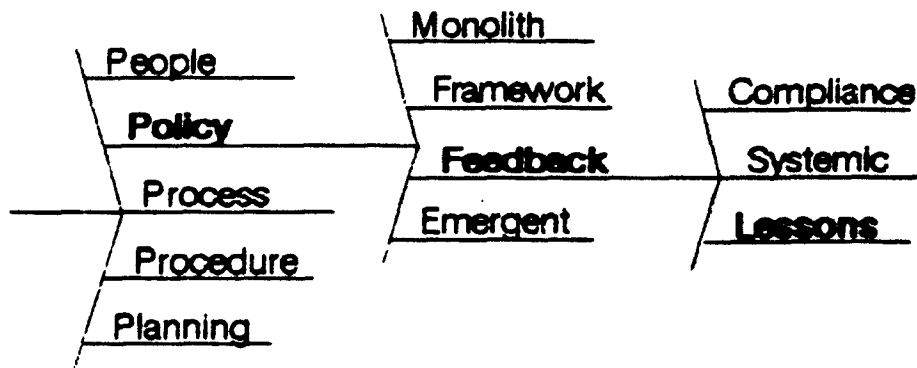 People
Policy
Process
Procedure
Planning
Monolith
Framework
Feedback
Emergent
Compliance
Systemic
Lessons